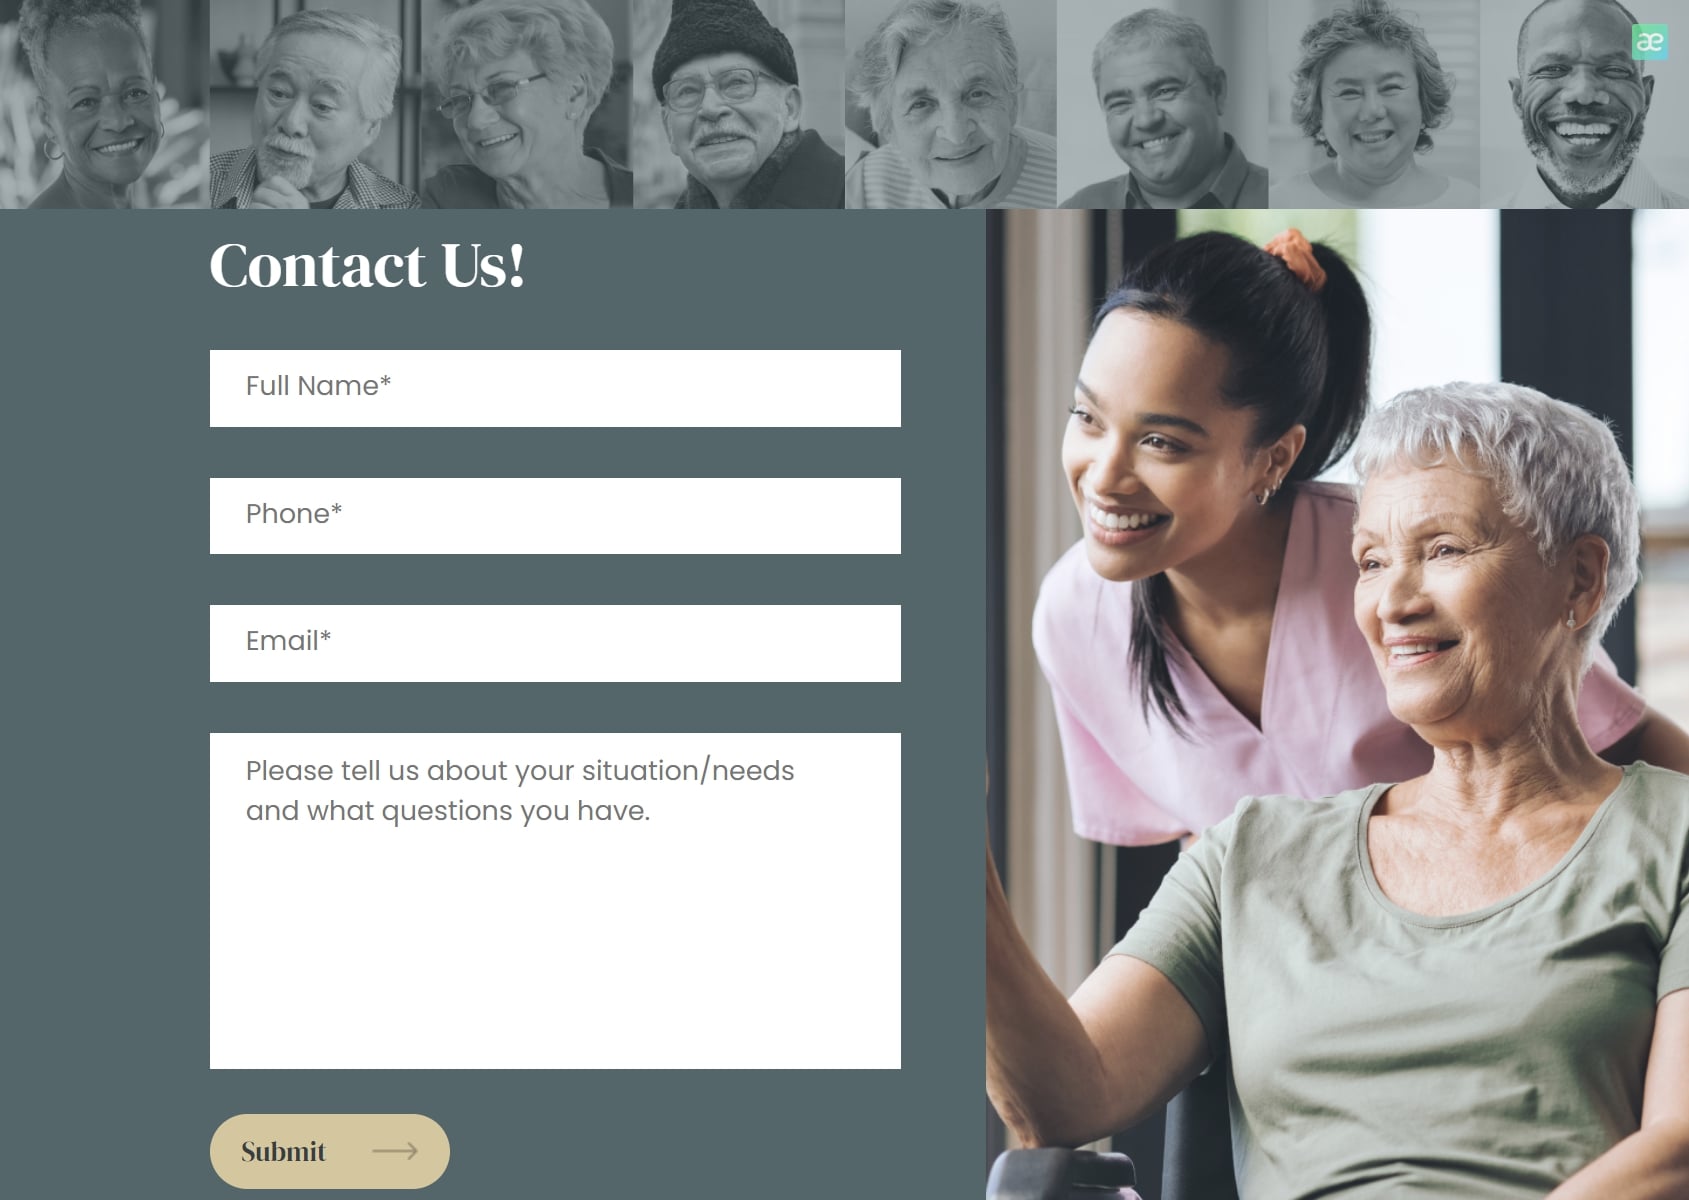 æ
Contact Us!
Full Name*
Phone*
Email*
Please tell us about your situation/needs
and what questions you have.
Submit